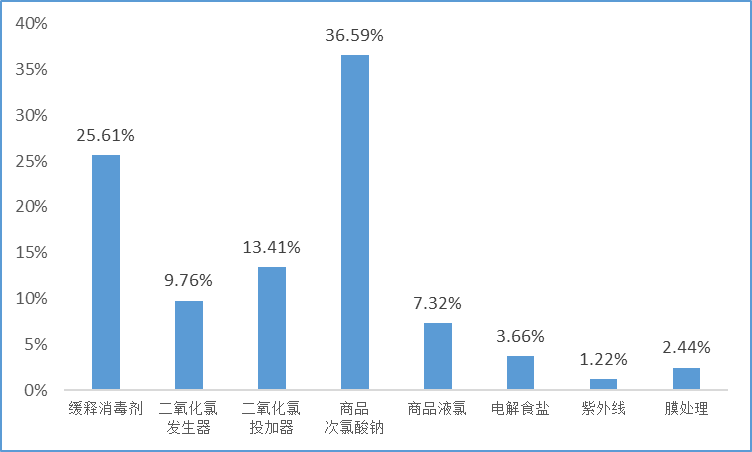 40%
35%
30%
25%
20%
15%
10%
5%
0%
25.61%
9.76%
13.41%
36.59%
7.32%
3.66%
1.22%
2.44%
缓释消毒剂
二氧化氯
发生器
二氧化氯
投加器
商品
次氯酸钠
商品液氯
电解食盐
紫外线
膜处理